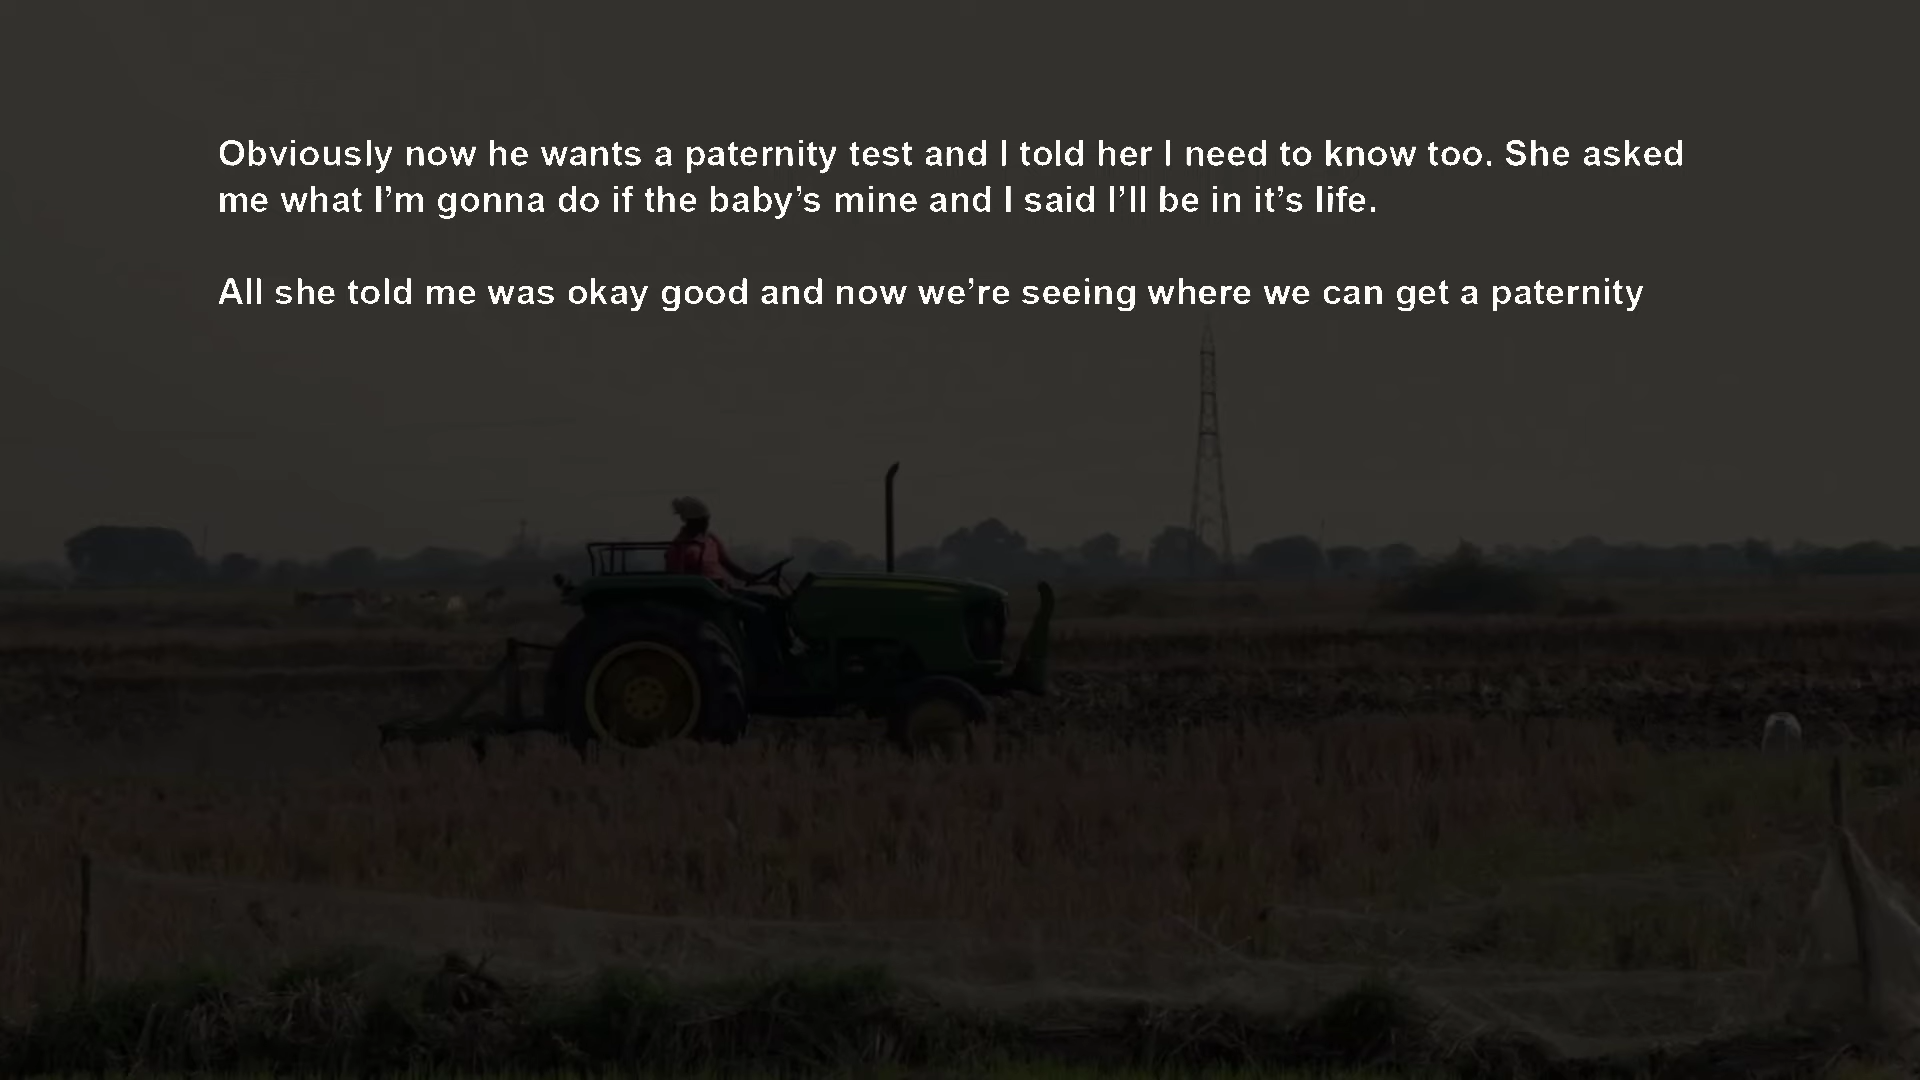 Obviously now he wants a paternity test and I told her I need to know too. She asked
me what I’m gonna do if the baby’s mine and I said I’ll be in it’s life.
All she told me was okay good and now we’re seeing where we can get a paternity